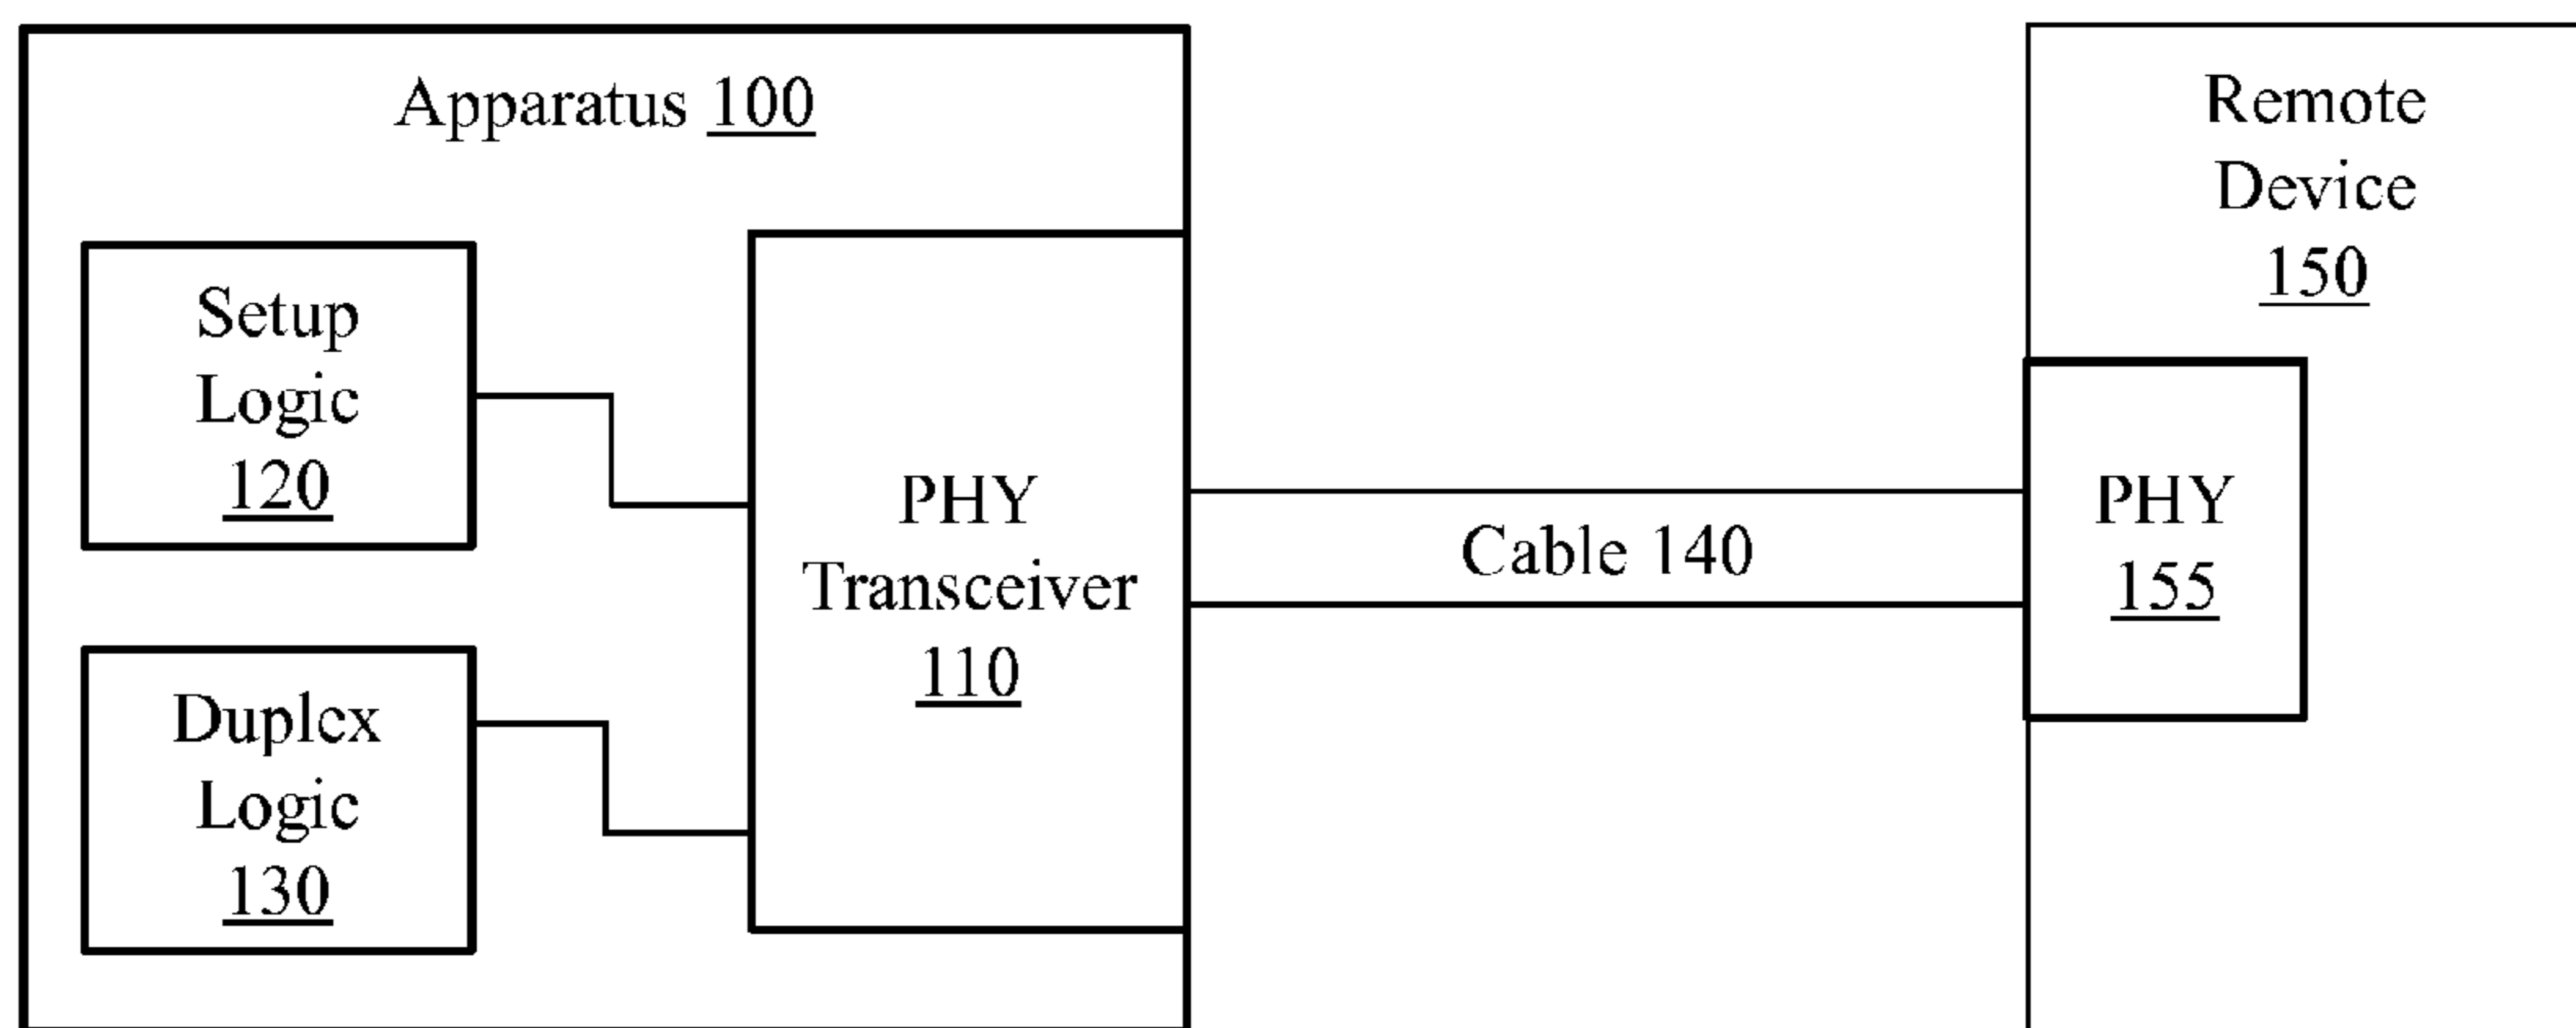 Apparatus 100
Setup
Logic
120
Duplex
Logic
130
PHY
Transceiver
110
Cable 140
Remote
Device
150
PHY
155